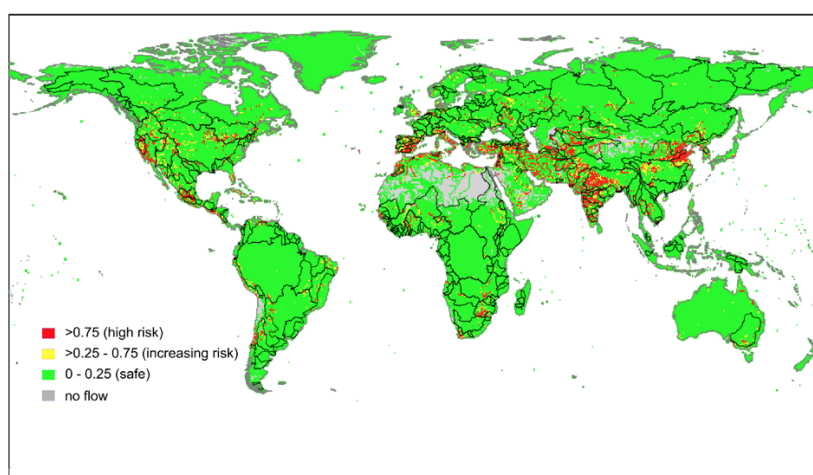 >0.75 (high risk)
>0.25 - 0.75 (increasing risk)
0 - 0.25 (safe)
no flow